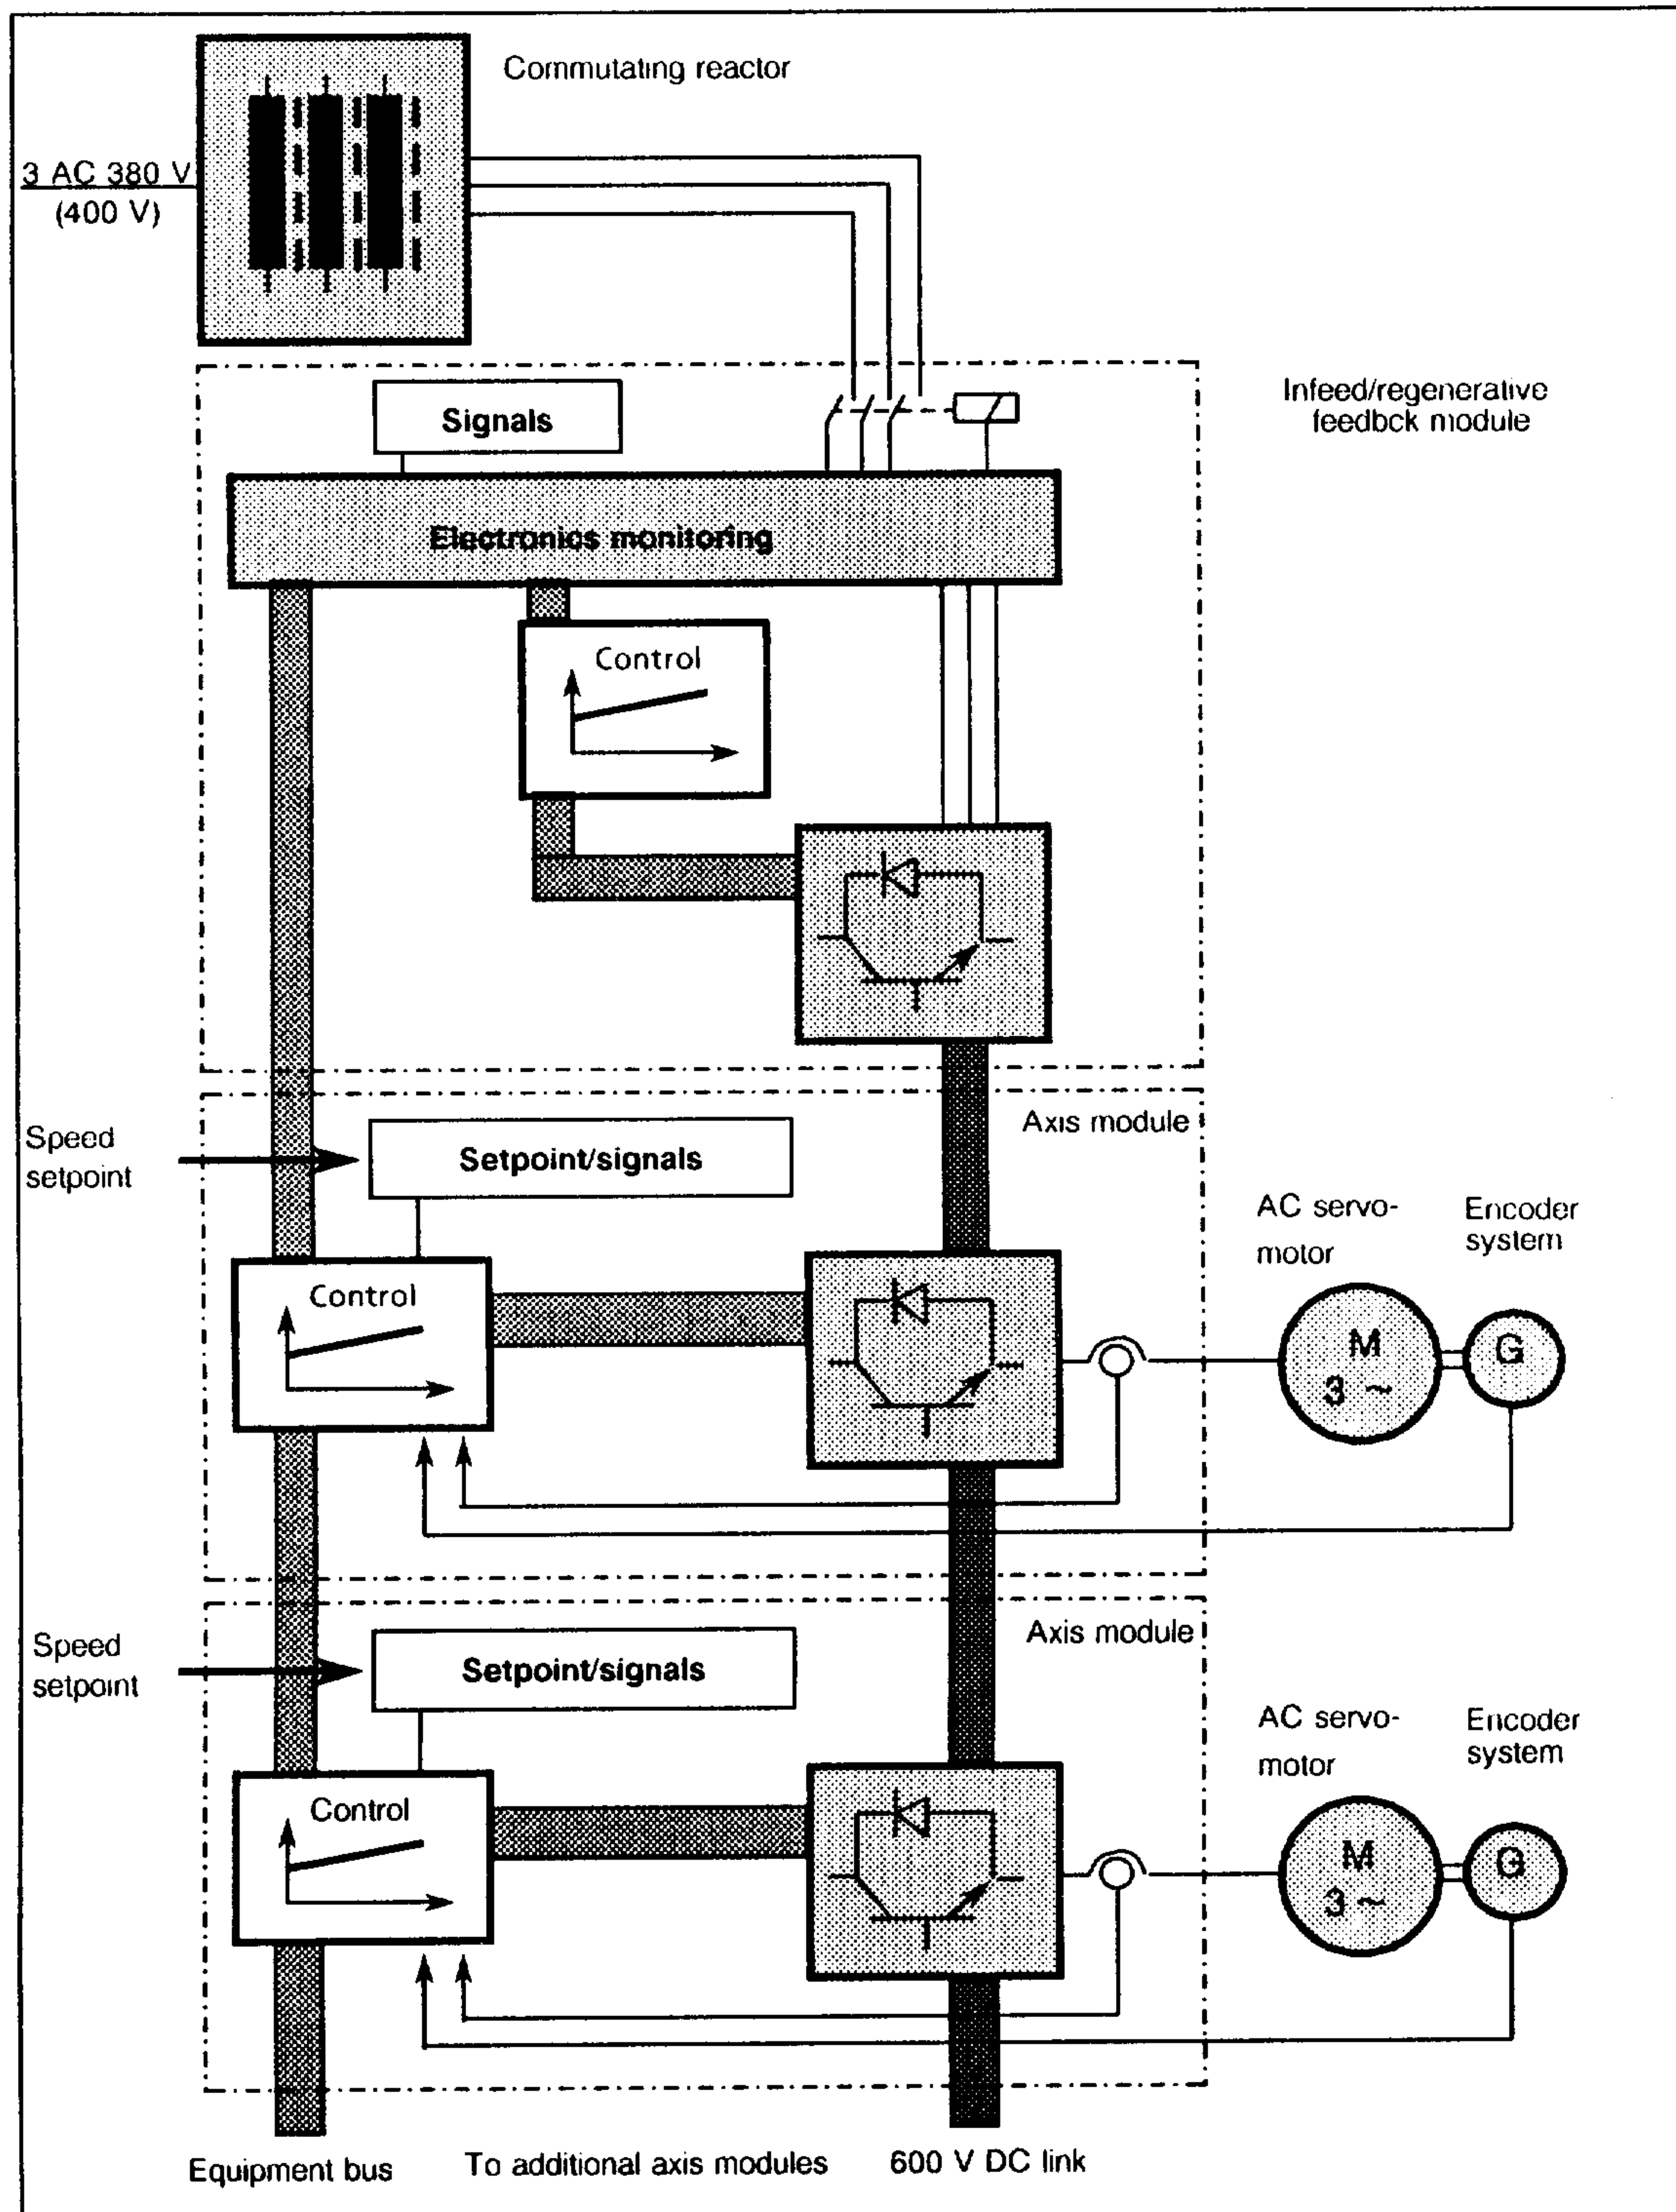 Commutating reactor
3 AC 380 V
(400 V)
Infeed/regenerative
feedbck module
Signals
Electronics monitoring
Control
Axis module
Speed
setpoint
Setpoint/signals
AC servo-
motor
Encoder
system
Control
M
3 ~
G
Axis module
Speed
setpoint
Setpoint/signals
AC servo-
motor
Encoder
system
Control
M
3 ~
G
Equipment bus
To additional axis modules
600 V DC link